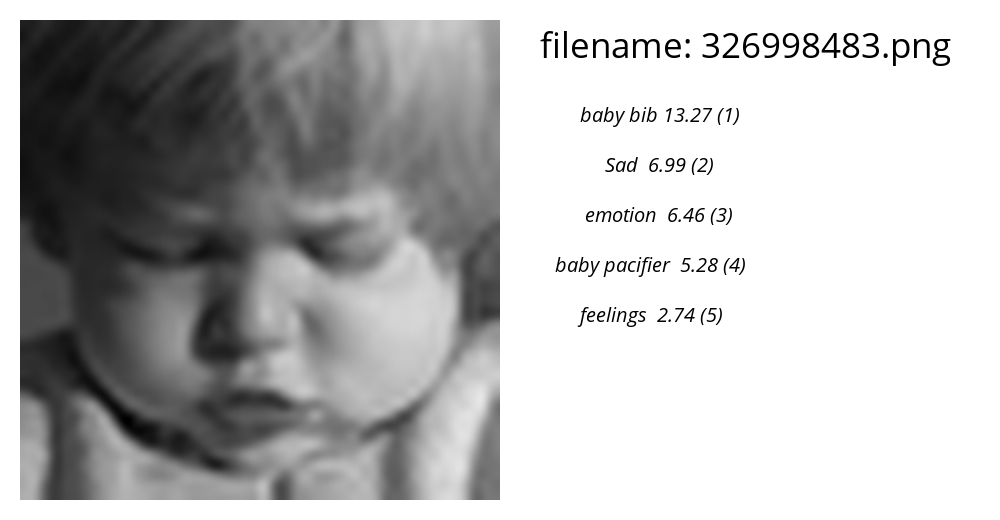 filename: 326998483.png
baby bib 13.27 (1)
Sad 6.99 (2)
emotion 6.46 (3)
baby pacifier 5.28 (4)
feelings 2.74 (5)